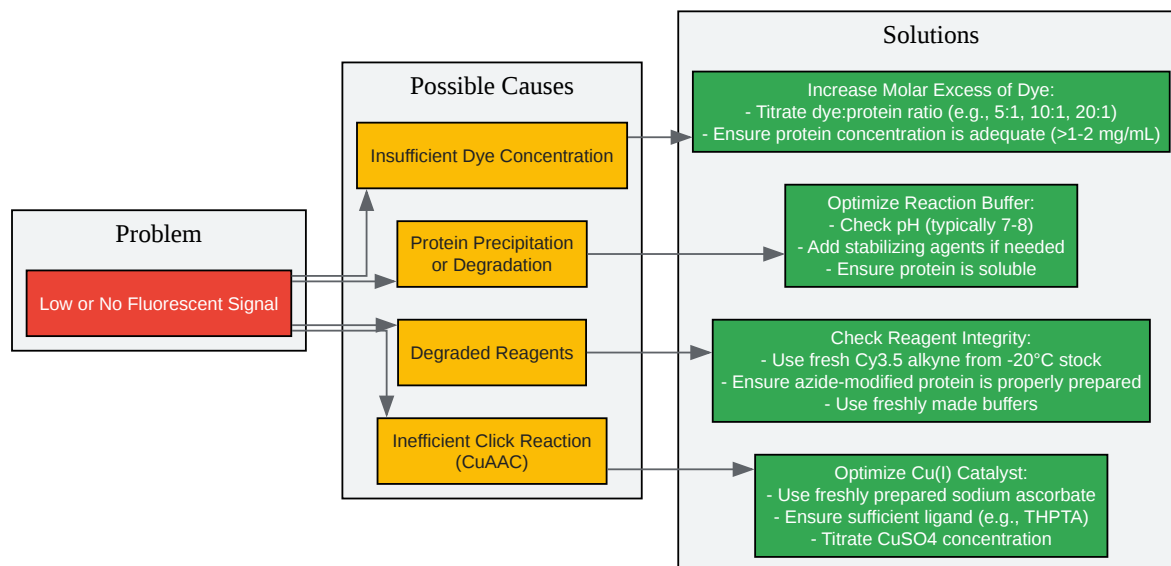 Problem
Low or No Fluorescent Signal
Possible Causes
Insufficient Dye Concentration
Protein Precipitation
or Degradation
Degraded Reagents
Inefficient Click Reaction
(CuAAC)
Solutions
Increase Molar Excess of Dye:
- Titrate dye:protein ratio (e.g., 5:1, 10:1, 20:1)
- Ensure protein concentration is adequate (>1-2 mg/mL)
Optimize Reaction Buffer:
- Check pH (typically 7-8)
- Add stabilizing agents if needed
- Ensure protein is soluble
Check Reagent Integrity:
- Use fresh Cy3.5 alkyne from -20°C stock
- Ensure azide-modified protein is properly prepared
- Use freshly made buffers
Optimize Cu(I) Catalyst:
- Use freshly prepared sodium ascorbate
- Ensure sufficient ligand (e.g., THPTA)
- Titrate CuSO4 concentration